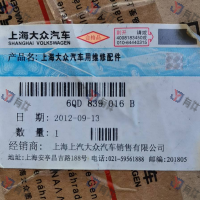 上海大众汽车
SHANGHAI VOLKSWAGEN
产品名: 上海大众汽车用维修配件
6QD 839 016 B
日期: 2012-09-13
数量: 1
经销商: 上海上汽大众汽车销售有限公司
地址: 上海安亭昌吉路168号 电话:021-59561888 邮编:201805